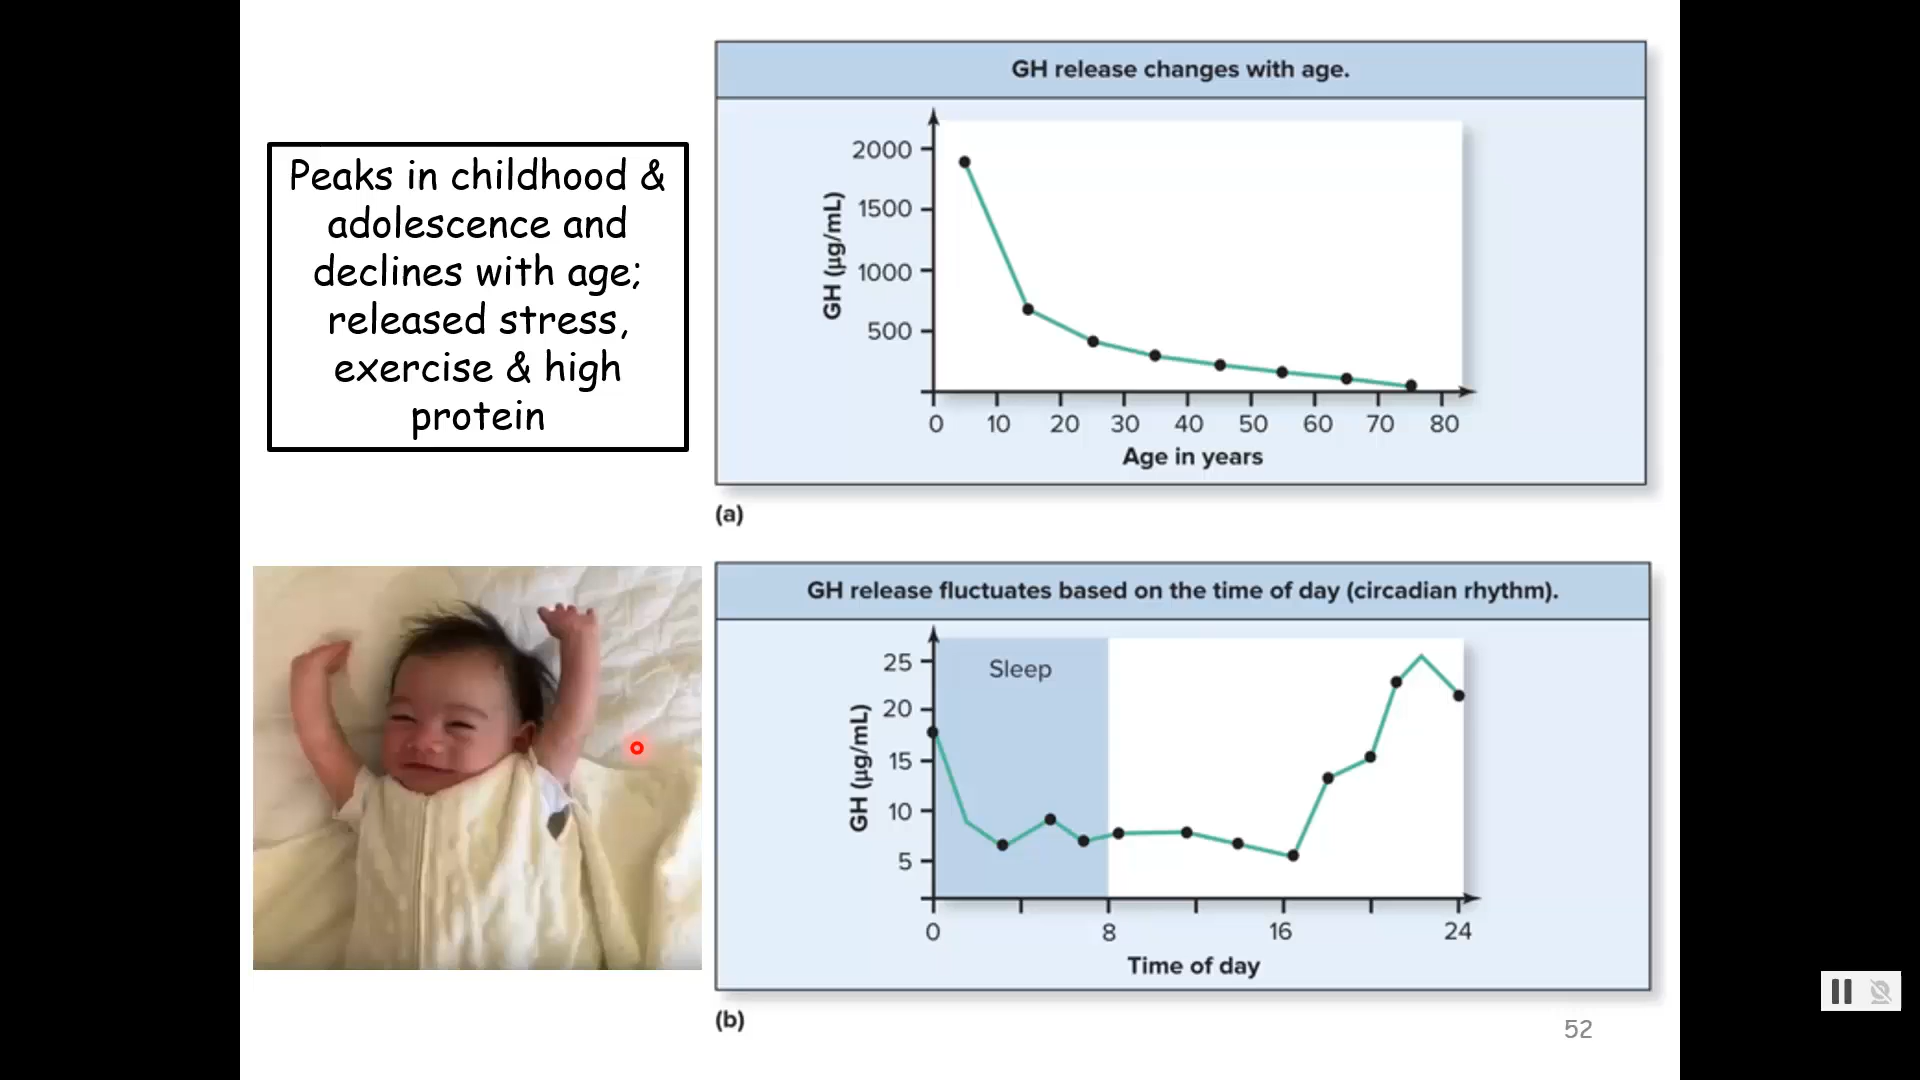 Peaks in childhood &
adolescence and
declines with age;
released stress,
exercise & high
protein
GH release changes with age.
GH (µg/mL)
2000
1500
1000
500
0 10 20 30 40 50 60 70 80
Age in years
(a)
GH release fluctuates based on the time of day (circadian rhythm).
Sleep
GH (µg/mL)
25
20
15
10
5
0 8 16 24
Time of day
(b)
52